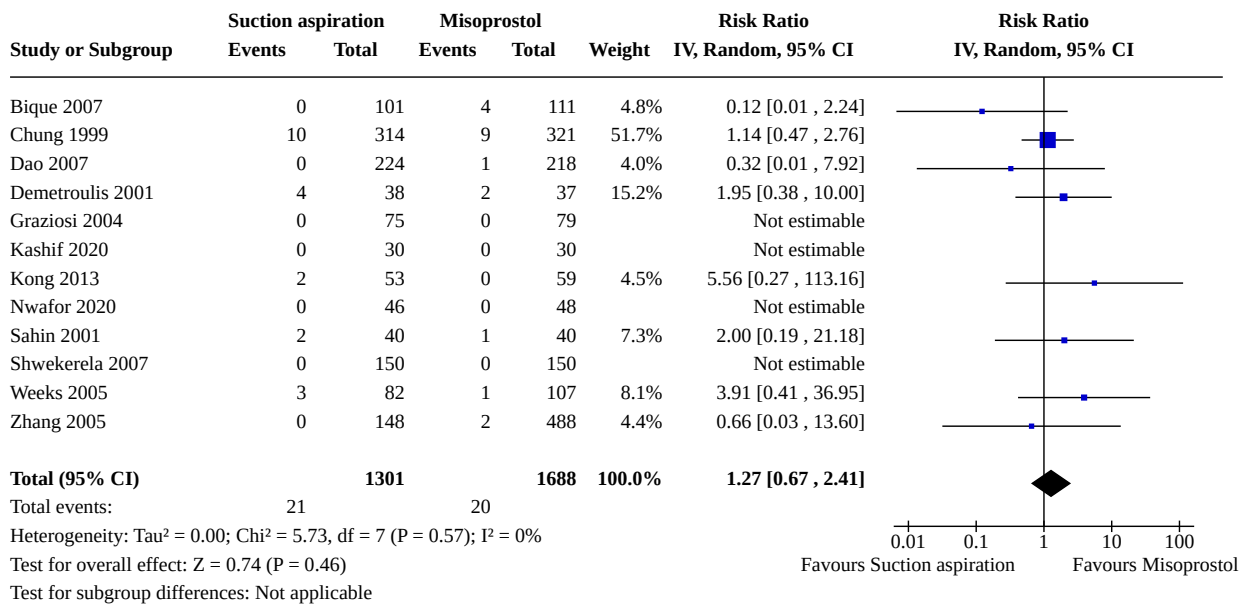 Suction aspiration Misoprostol Risk Ratio Risk Ratio
Study or Subgroup Events Total Events Total Weight IV, Random, 95% CI IV, Random, 95% CI
Bique 2007 0 101 4 111 4.8% 0.12 [0.01 , 2.24]
Chung 1999 10 314 9 321 51.7% 1.14 [0.47 , 2.76]
Dao 2007 0 224 1 218 4.0% 0.32 [0.01 , 7.92]
Demetroulis 2001 4 38 2 37 15.2% 1.95 [0.38 , 10.00]
Graziosi 2004 0 75 0 79 Not estimable
Kashif 2020 0 30 0 30 Not estimable
Kong 2013 2 53 0 59 4.5% 5.56 [0.27 , 113.16]
Nwafor 2020 0 46 0 48 Not estimable
Sahin 2001 2 40 1 40 7.3% 2.00 [0.19 , 21.18]
Shwekerela 2007 0 150 0 150 Not estimable
Weeks 2005 3 82 1 107 8.1% 3.91 [0.41 , 36.95]
Zhang 2005 0 148 2 488 4.4% 0.66 [0.03 , 13.60]
Total (95% CI) 1301 1688 100.0% 1.27 [0.67 , 2.41]
Total events: 21 20
Heterogeneity: Tau² = 0.00; Chi² = 5.73, df = 7 (P = 0.57); I² = 0% 0.01 0.1 1 10 100
Test for overall effect: Z = 0.74 (P = 0.46) Favours Suction aspiration Favours Misoprostol
Test for subgroup differences: Not applicable